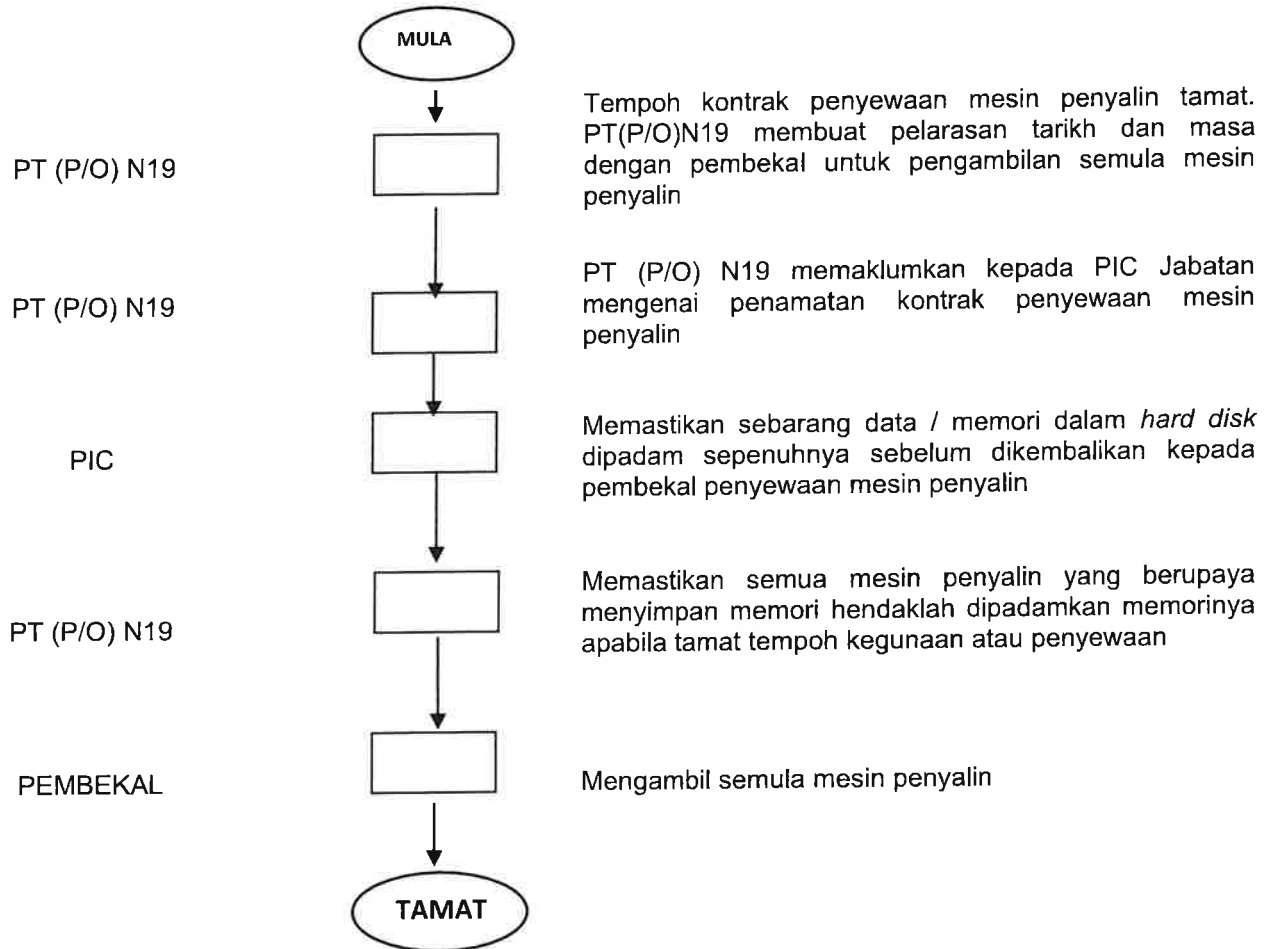 MULA
PT (P/O) N19
Tempoh kontrak penyewaan mesin penyalin tamat.
PT(P/O)N19 membuat pelarasan tarikh dan masa
dengan pembekal untuk pengambilan semula mesin
penyalin
PT (P/O) N19
PT (P/O) N19 memaklumkan kepada PIC Jabatan
mengenai penamatan kontrak penyewaan mesin
penyalin
PIC
Memastikan sebarang data / memori dalam hard disk
dipadam sepenuhnya sebelum dikembalikan kepada
pembekal penyewaan mesin penyalin
PT (P/O) N19
Memastikan semua mesin penyalin yang berupaya
menyimpan memori hendaklah dipadamkan memorinya
apabila tamat tempoh kegunaan atau penyewaan
PEMBEKAL
Mengambil semula mesin penyalin
TAMAT